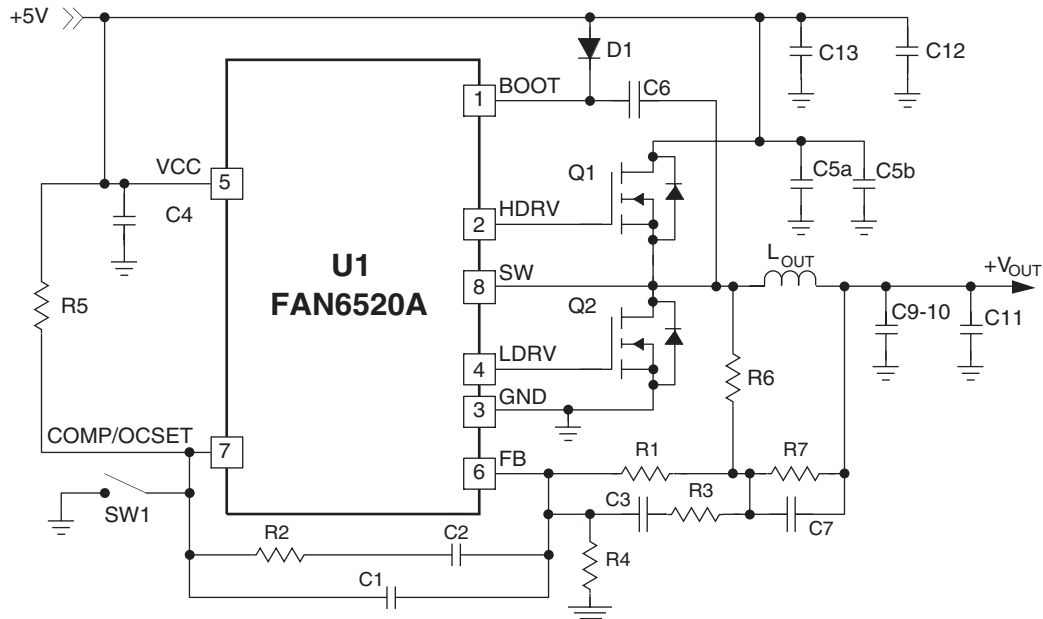 +5V
D1
C13
C12
1
BOOT
C6
VCC
5
C4
Q1
C5a
C5b
2
HDRV
U1
FAN6520A
8
SW
LOUT
+VOUT
R5
Q2
C9-10
C11
4
LDRV
R6
3
GND
COMP/OCSET
7
6
FB
R1
R7
SW1
C3
R3
C7
R2
C2
R4
C1